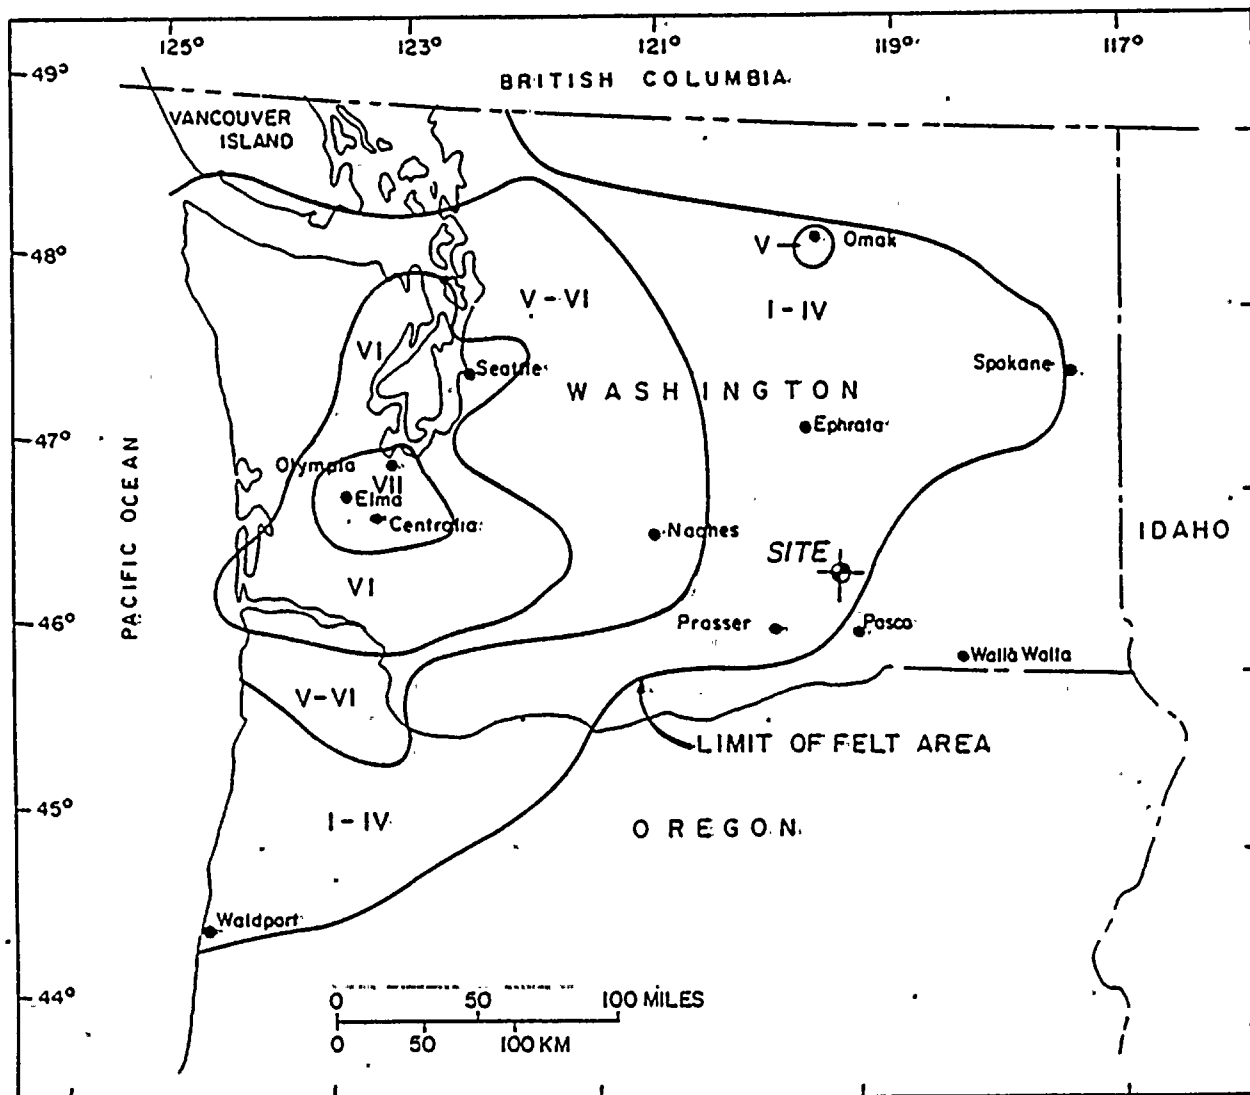 125° 123° 121° 119° 117°
49°
BRITISH COLUMBIA
VANCOUVER
ISLAND
48°
V
Omak
V-VI
I-IV
VI
Seattle
Spokane
WASHINGTON
Ephrata
47°
Olympia
VII
Elma
Centralia
Naches
IDAHO
SITE
PACIFIC OCEAN
VI
46°
Prosser
Pasco
Walla Walla
V-VI
LIMIT OF FELT AREA
45°
I-IV
OREGON
Waldport
44°
0 50 100 MILES
0 50 100 KM